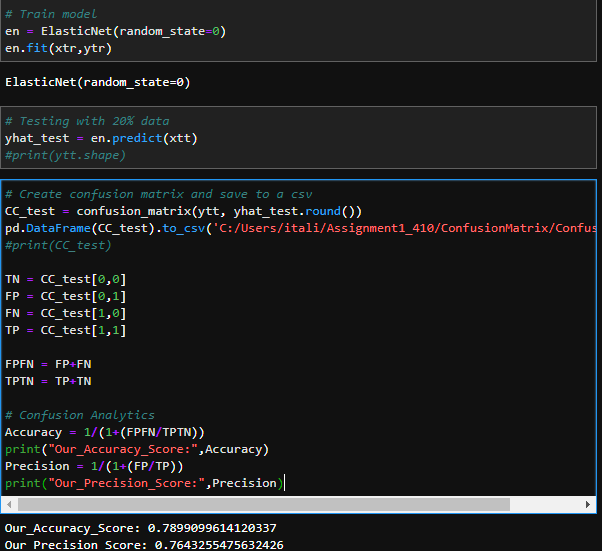 # Train model
en = ElasticNet(random_state=0)
en.fit(xtr,ytr)
ElasticNet(random_state=0)
# Testing with 20% data
yhat_test = en.predict(xtt)
#print(ytt.shape)
# Create confusion matrix and save to a csv
CC_test = confusion_matrix(ytt, yhat_test.round())
pd.DataFrame(CC_test).to_csv('C:/Users/itali/Assignment1_410/ConfusionMatrix/Confus
#print(CC_test)
TN = CC_test[0,0]
FP = CC_test[0,1]
FN = CC_test[1,0]
TP = CC_test[1,1]
FPFN = FP+FN
TPTN = TP+TN
# Confusion Analytics
Accuracy = 1/(1+(FPFN/TPTN))
print("Our_Accuracy_Score:",Accuracy)
Precision = 1/(1+(FP/TP))
print("Our_Precision_Score:",Precision)
Our_Accuracy_Score: 0.7899099614120337
Our Precision Score: 0.7643255475632426